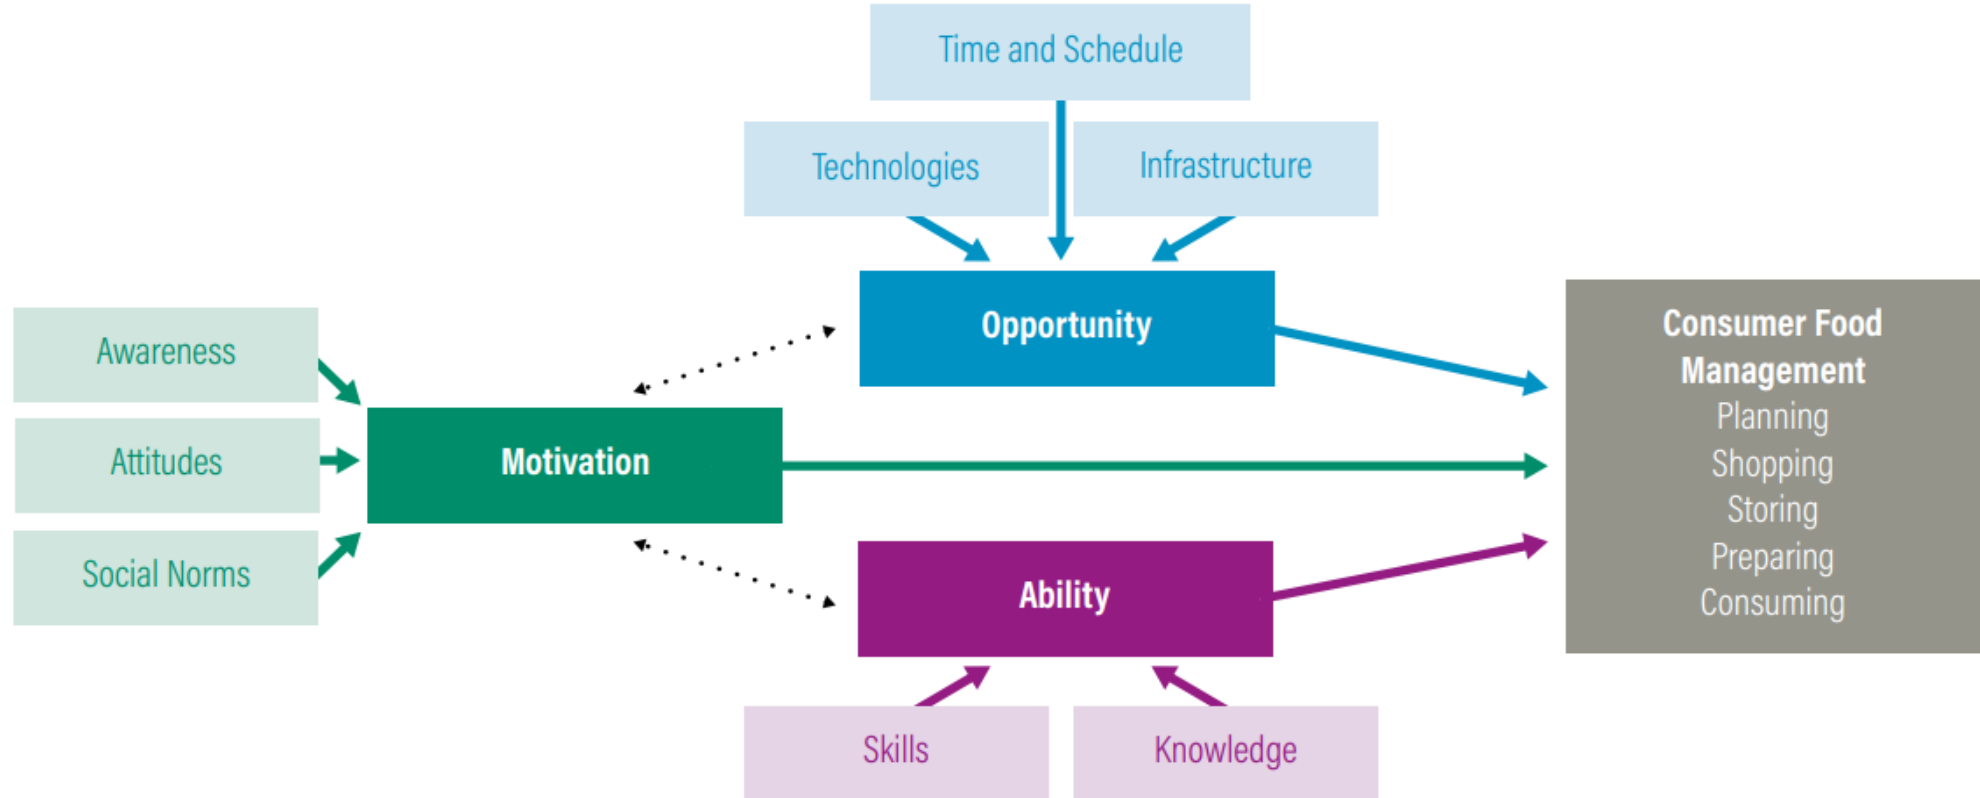 Time and Schedule
Technologies
Infrastructure
Opportunity
Awareness
Attitudes
Social Norms
Motivation
Ability
Skills
Knowledge
Consumer Food
Management
Planning
Shopping
Storing
Preparing
Consuming